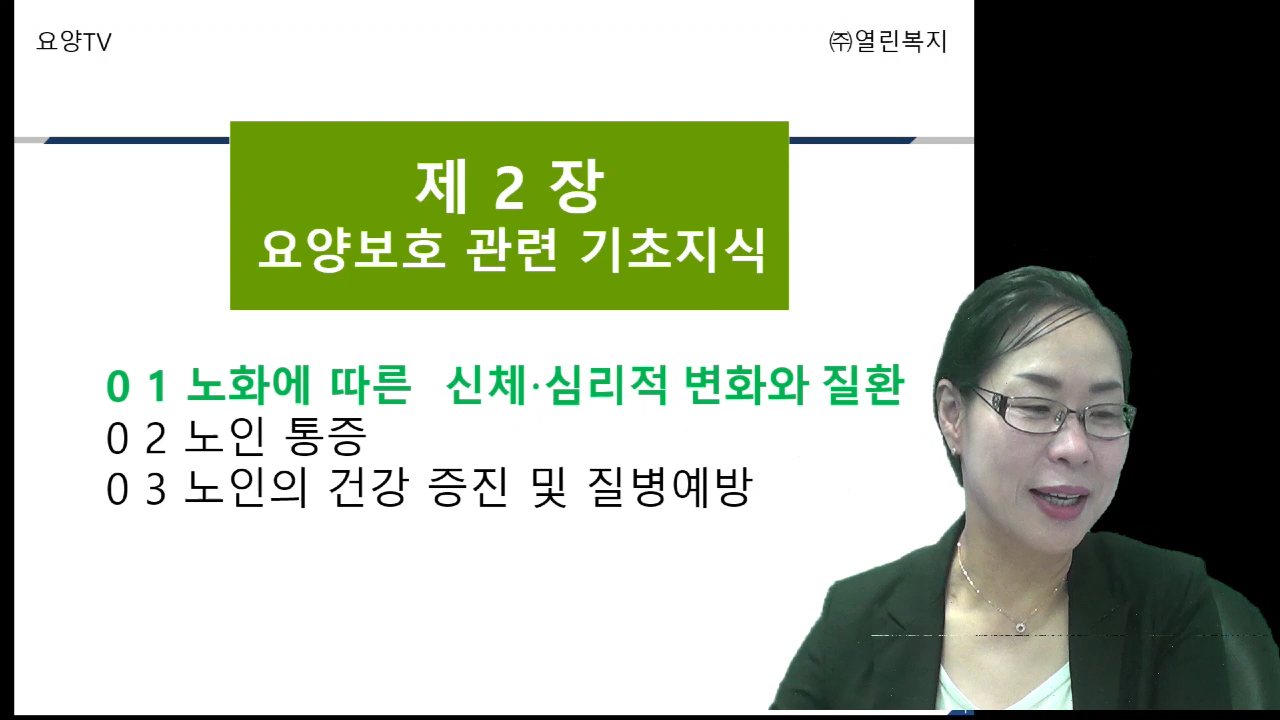 요양TV
㈜열린복지
제 2 장
요양보호 관련 기초지식
0 1 노화에 따른 신체·심리적 변화와 질환
0 2 노인 통증
0 3 노인의 건강 증진 및 질병예방